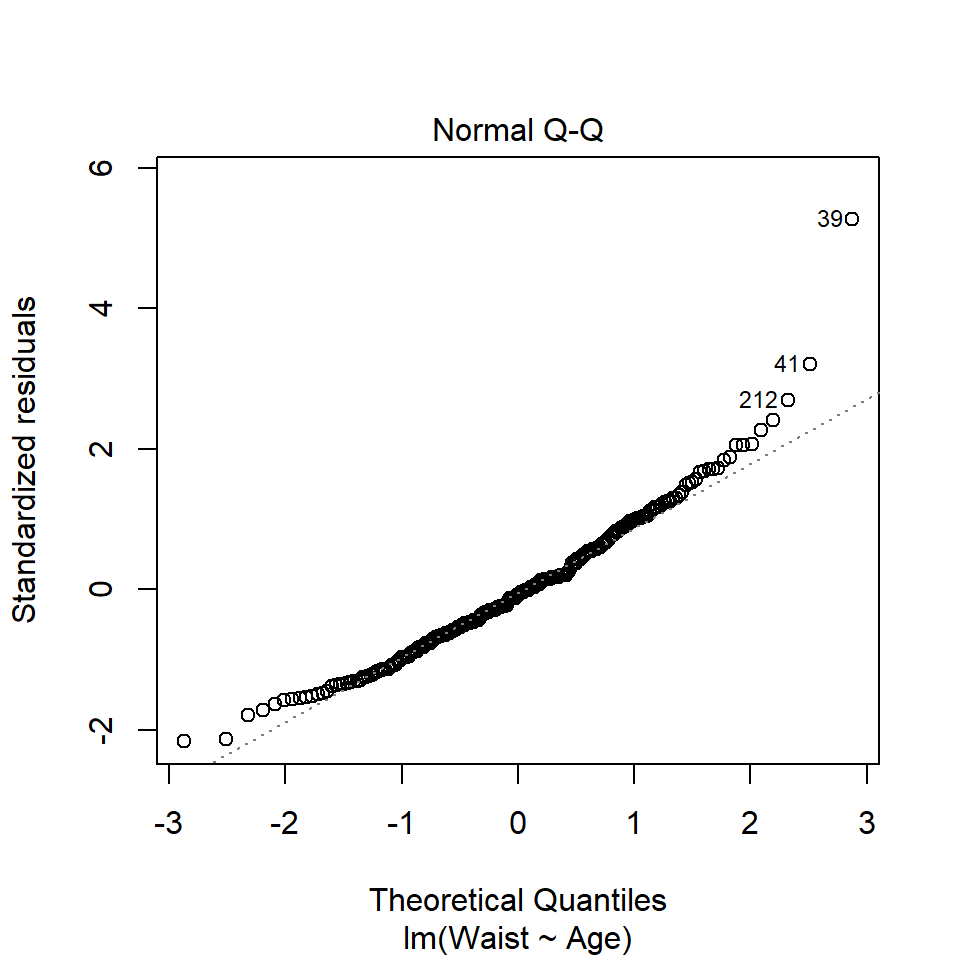 Normal Q-Q
Standardized residuals
6
4
2
0
-2
39
41
212
-3 -2 -1 0 1 2 3
Theoretical Quantiles
lm(Waist ~ Age)